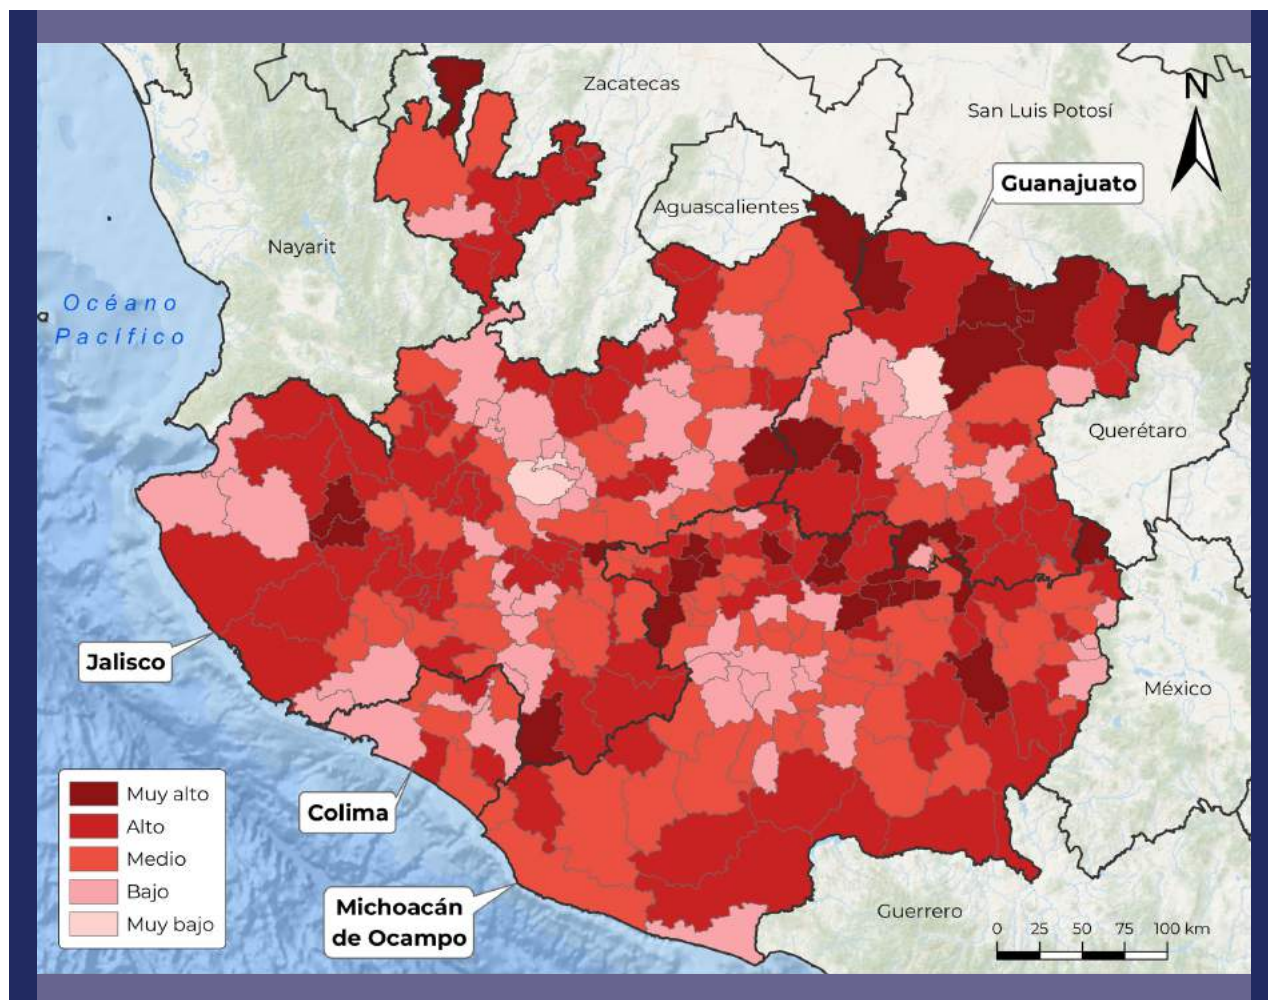 Zacatecas
San Luis Potosí
N
Guanajuato
Aguascalientes
Nayarit
Océano
Pacífico
Querétaro
Jalisco
México
Muy alto
Alto
Medio
Bajo
Muy bajo
Colima
Michoacán
de Ocampo
Guerrero
0 25 50 75 100 km